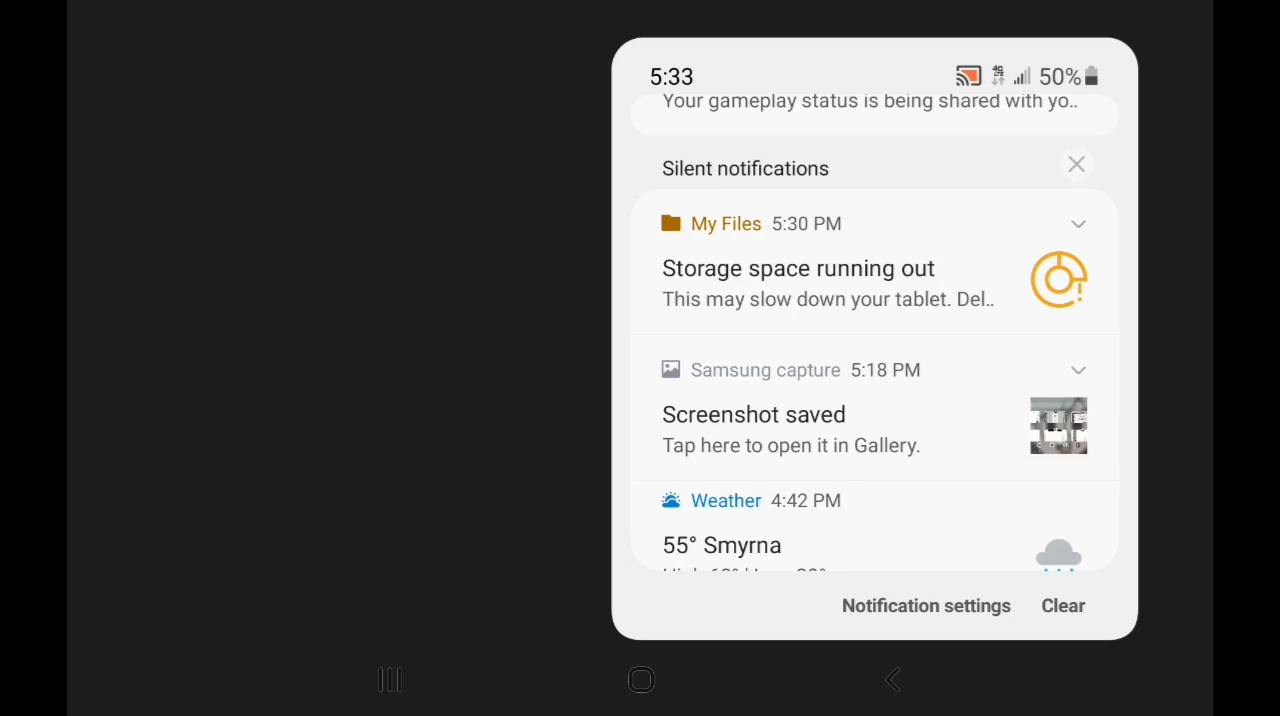 5:33 4G LTE 50%
Your gameplay status is being shared with yo..
Silent notifications
My Files 5:30 PM
Storage space running out
This may slow down your tablet. Del..
Samsung capture 5:18 PM
Screenshot saved
Tap here to open it in Gallery.
Weather 4:42 PM
55° Smyrna
Notification settings Clear